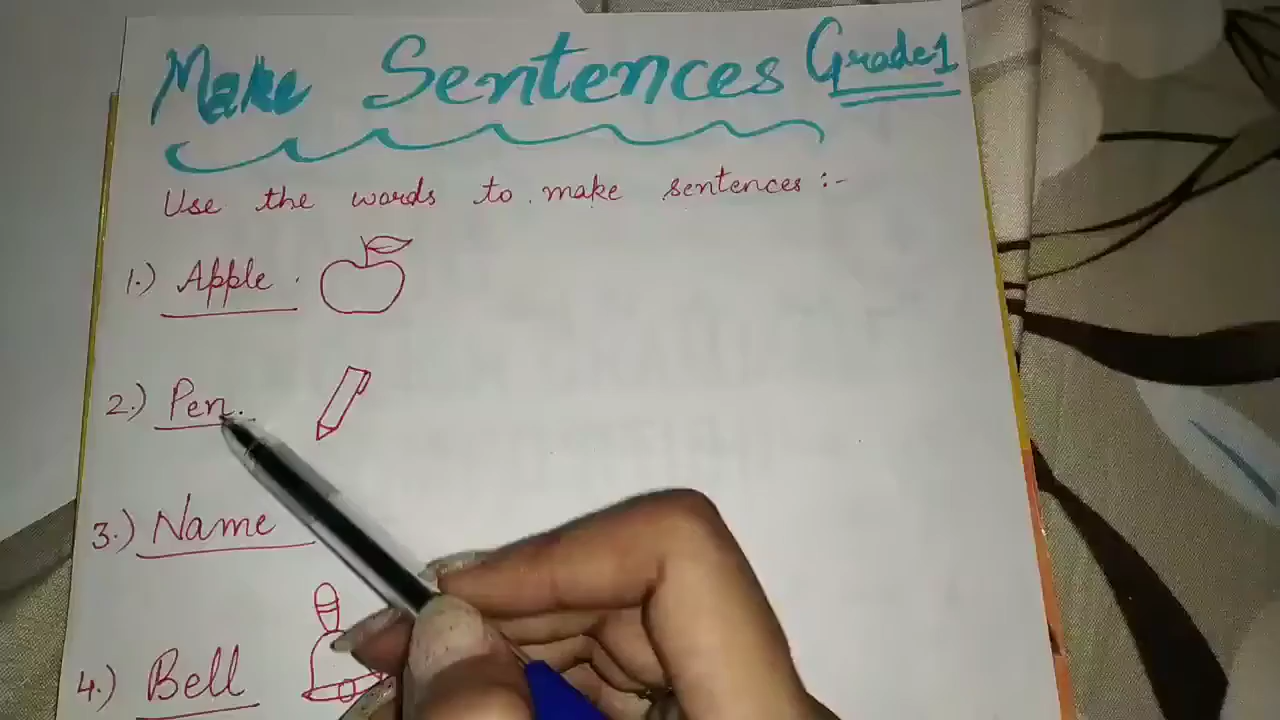 Make Sentences Grade1
Use the words to make sentences :-
1.) Apple .
2.) Pen.
3.) Name
4.) Bell